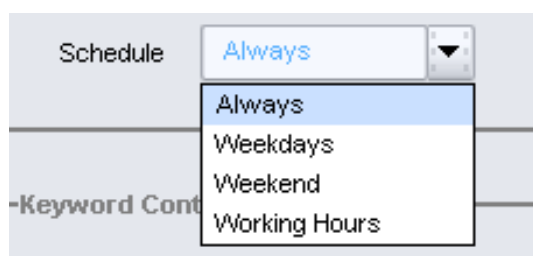 Schedule Always
Always
Weekdays
Weekend
Keyword Cont
Working Hours